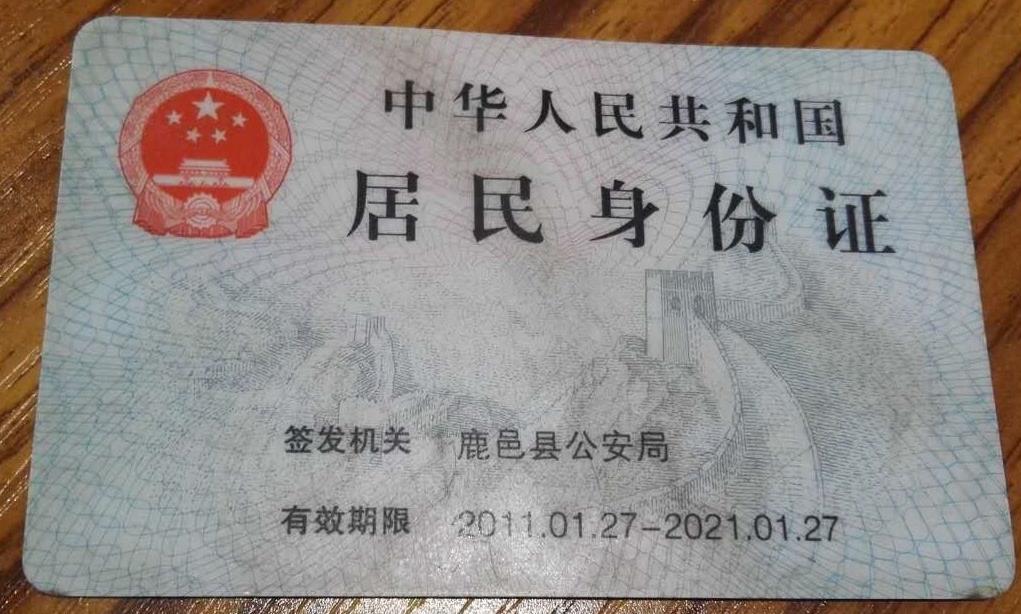 中华人民共和国
居民身份证
签发机关 鹿邑县公安局
有效期限 2011.01.27-2021.01.27